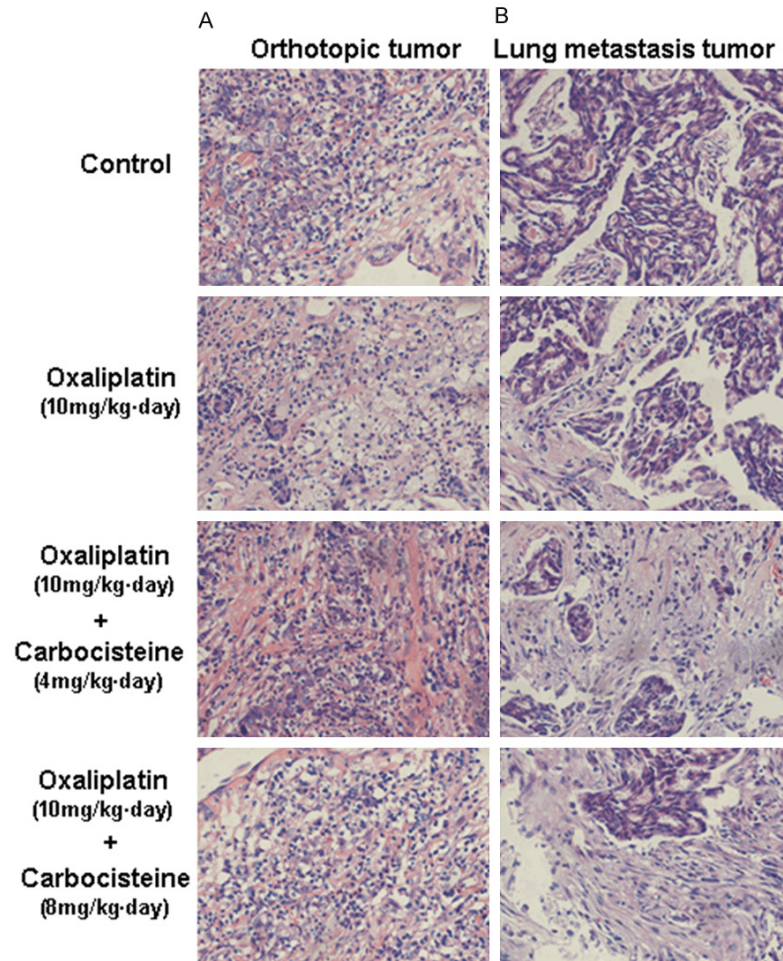 A
B
Orthotopic tumor
Lung metastasis tumor
Control
Oxaliplatin
(10mg/kg·day)
Oxaliplatin
(10mg/kg·day)
+
Carbocisteine
(4mg/kg·day)
Oxaliplatin
(10mg/kg·day)
+
Carbocisteine
(8mg/kg·day)